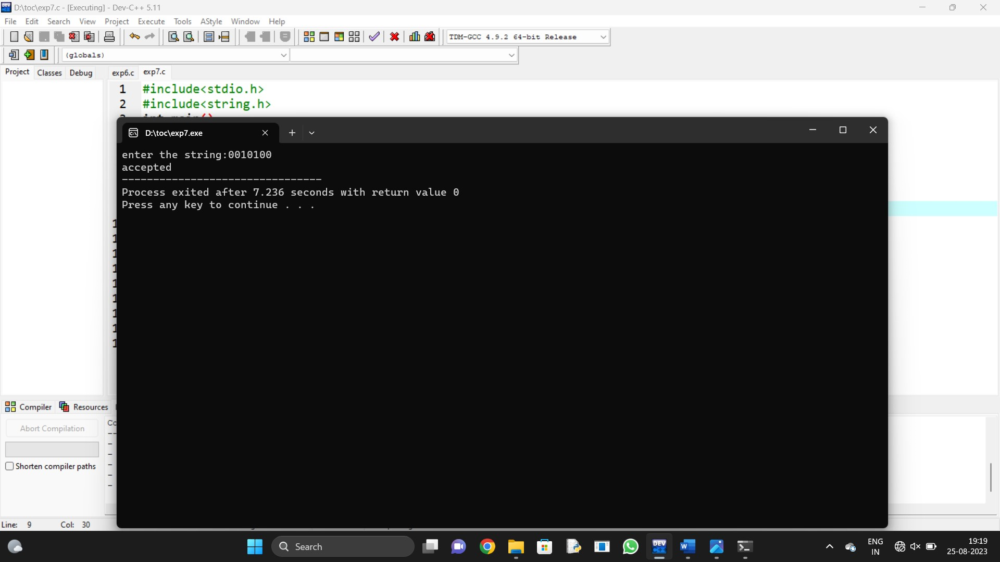 D:\toc\exp7.c - [Executing] - Dev-C++ 5.11
File Edit Search View Project Execute Tools AStyle Window Help
TDM-GCC 4.9.2 64-bit Release
(globals)
Project Classes Debug exp6.c exp7.c
1 #include<stdio.h>
2 #include<string.h>
D:\toc\exp7.exe
enter the string:0010100
accepted
--------------------------------
Process exited after 7.236 seconds with return value 0
Press any key to continue . . .
Compiler Resources
Abort Compilation
Shorten compiler paths
Line: 9 Col: 30
Search
ENG
IN
19:19
25-08-2023